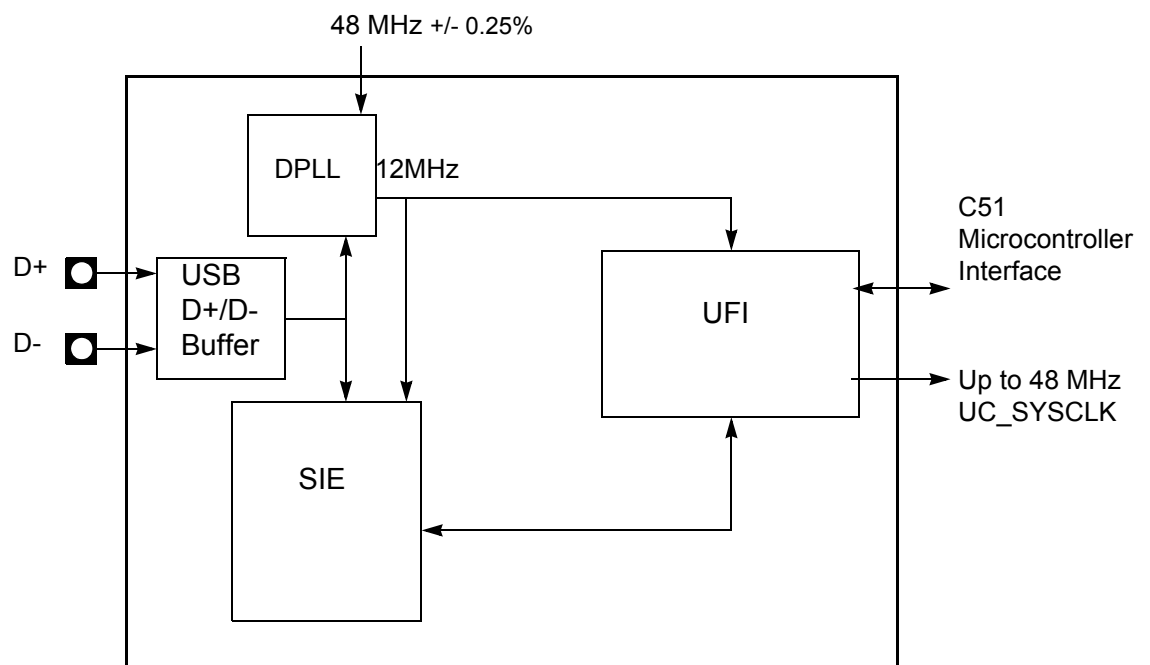 48 MHz +/- 0.25%
DPLL
12MHz
C51
Microcontroller
Interface
D+
USB
D+/D-
Buffer
UFI
D-
Up to 48 MHz
UC_SYSCLK
SIE